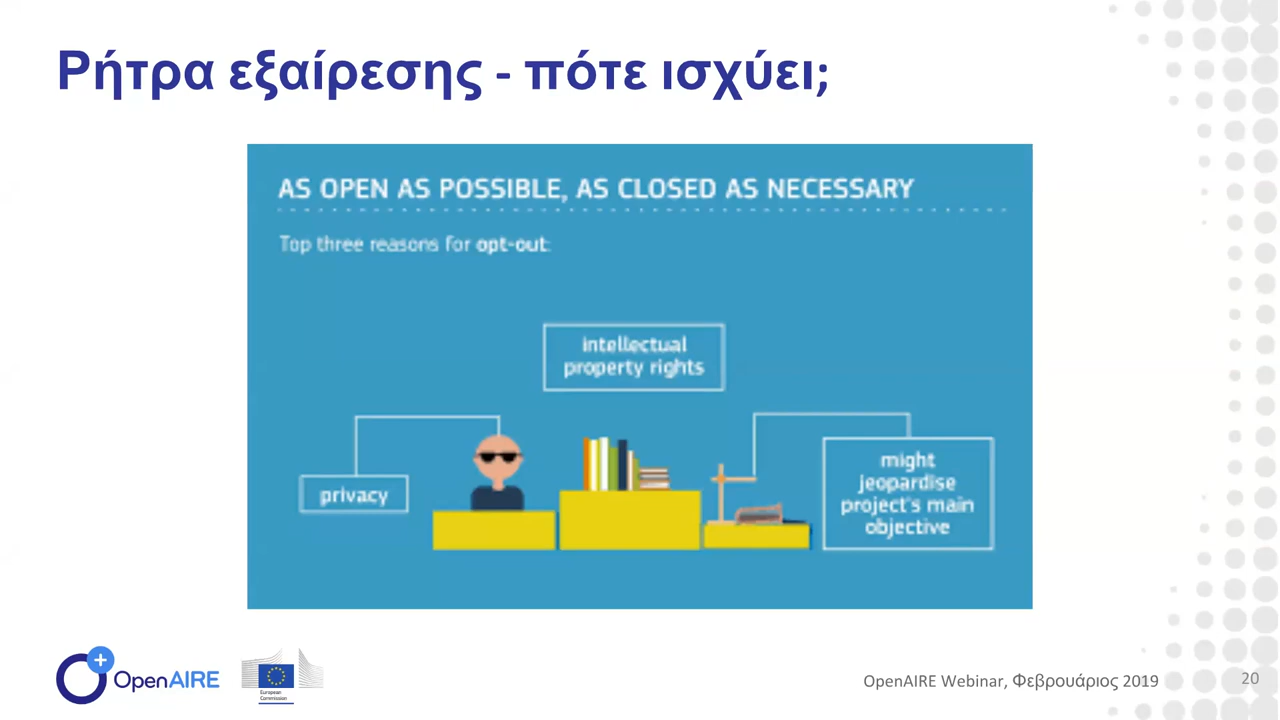 Ρήτρα εξαίρεσης - πότε ισχύει;
AS OPEN AS POSSIBLE, AS CLOSED AS NECESSARY
Top three reasons for opt-out:
intellectual
property rights
privacy
might
jeopardise
project's main
objective
OpenAIRE
European
Commission
OpenAIRE Webinar, Φεβρουάριος 2019
20